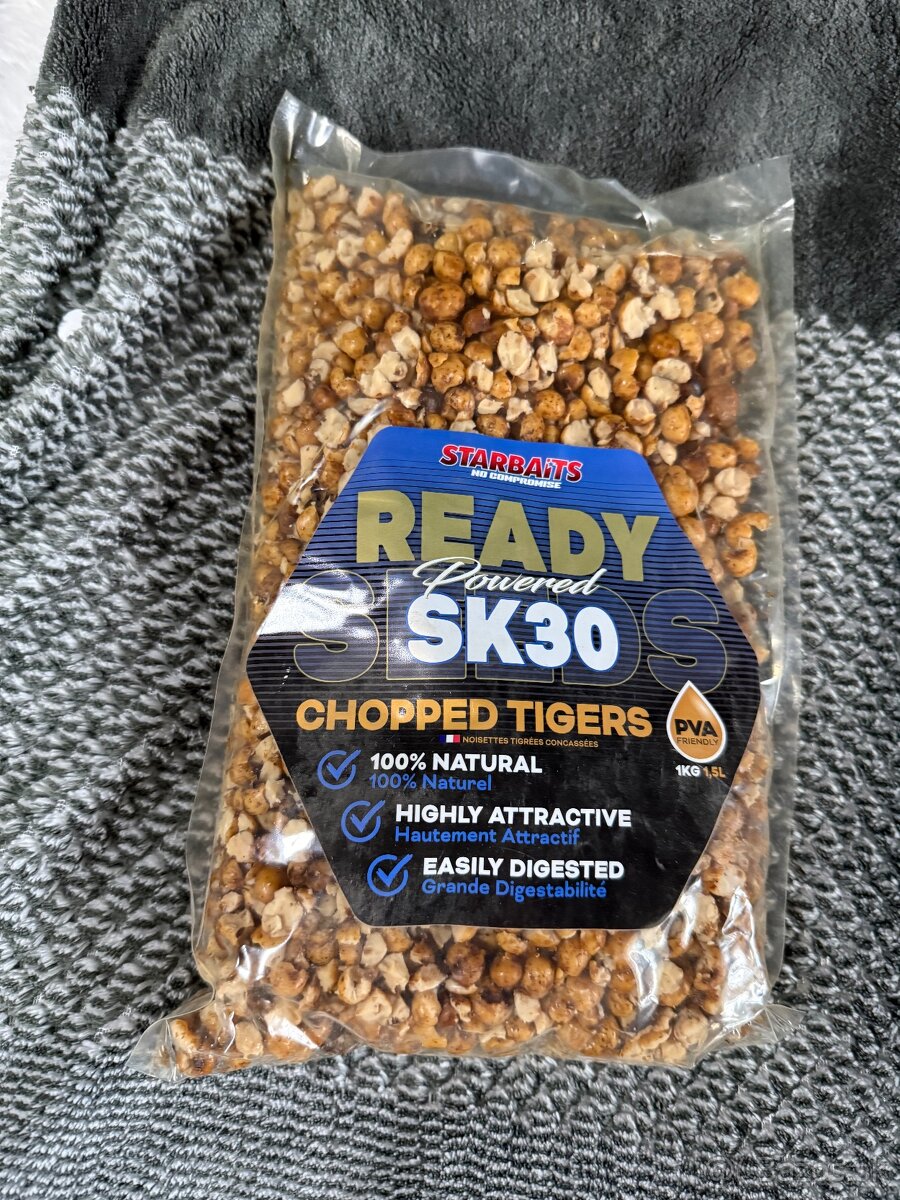 STARBAITS
NO COMPROMISE
READY
Powered
SEEDS
SK30
CHOPPED TIGERS
NOISETTES TIGRÉES CONCASSÉES
PVA
FRIENDLY
1KG 1,5L
100% NATURAL
100% Naturel
HIGHLY ATTRACTIVE
Hautement Attractif
EASILY DIGESTED
Grande Digestabilité